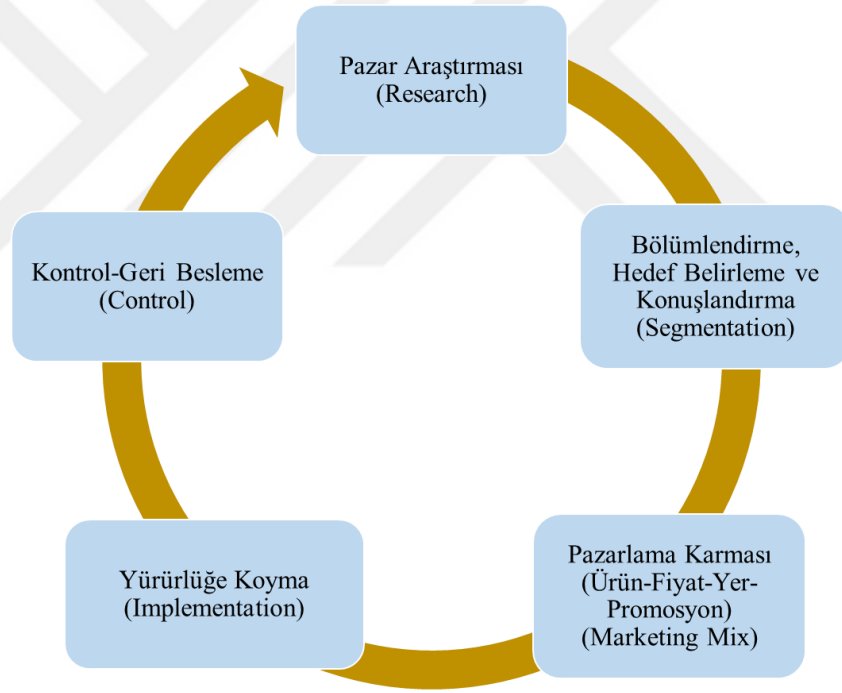 Pazar Araştırması
(Research)
Bölümlendirme,
Hedef Belirleme ve
Konuşlandırma
(Segmentation)
Pazarlama Karması
(Ürün-Fiyat-Yer-
Promosyon)
(Marketing Mix)
Yürürlüğe Koyma
(Implementation)
Kontrol-Geri Besleme
(Control)